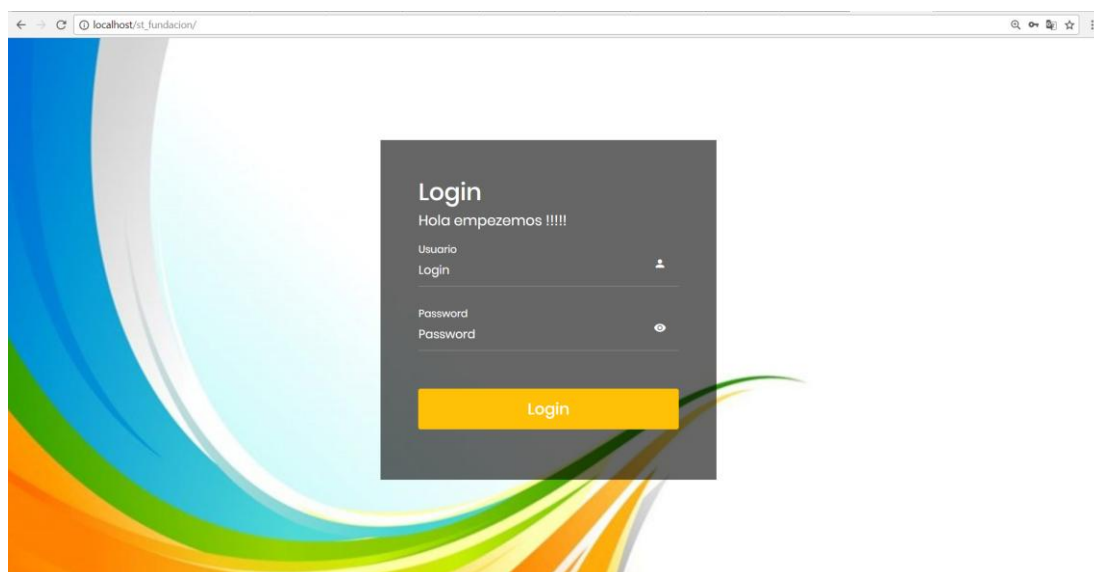 localhost/st_fundacion/
Login
Hola empezemos !!!!!
Usuario
Login
Password
Password
Login